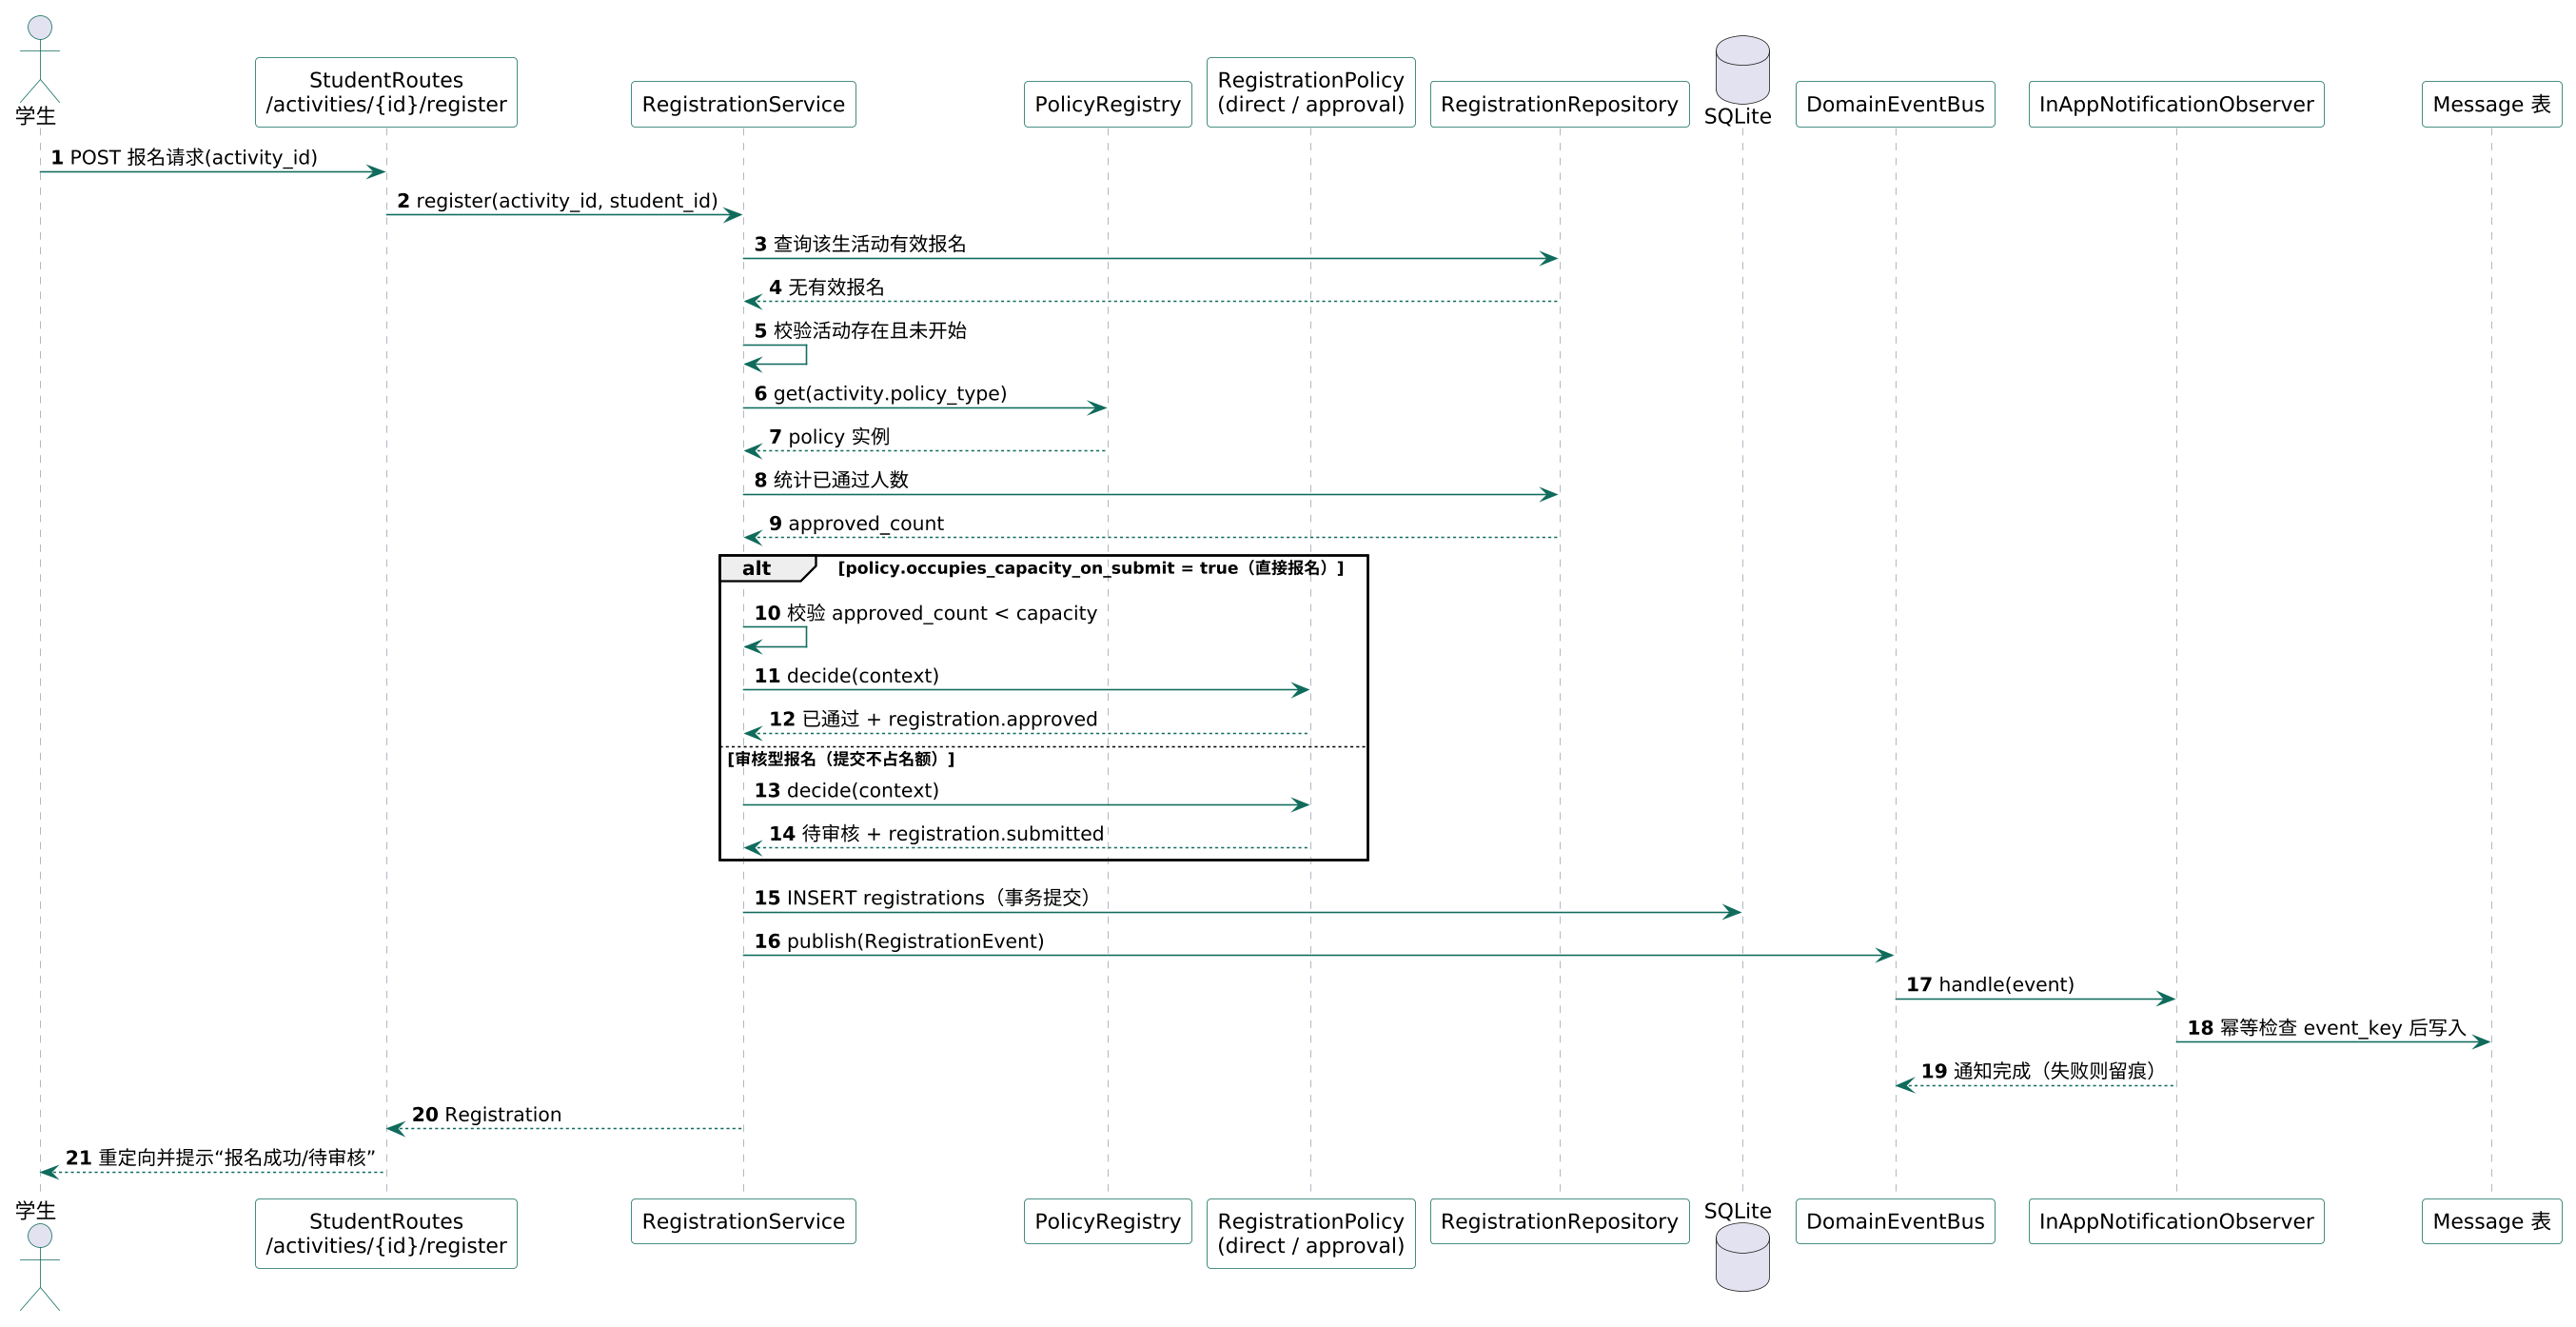 学生
StudentRoutes
/activities/{id}/register
RegistrationService
PolicyRegistry
RegistrationPolicy
(direct / approval)
RegistrationRepository
SQLite
DomainEventBus
InAppNotificationObserver
Message 表
1 POST 报名请求(activity_id)
2 register(activity_id, student_id)
3 查询该生活动有效报名
4 无有效报名
5 校验活动存在且未开始
6 get(activity.policy_type)
7 policy 实例
8 统计已通过人数
9 approved_count
alt [policy.occupies_capacity_on_submit = true（直接报名）]
10 校验 approved_count < capacity
11 decide(context)
12 已通过 + registration.approved
[审核型报名（提交不占名额）]
13 decide(context)
14 待审核 + registration.submitted
15 INSERT registrations（事务提交）
16 publish(RegistrationEvent)
17 handle(event)
18 幂等检查 event_key 后写入
19 通知完成（失败则留痕）
20 Registration
21 重定向并提示“报名成功/待审核”
学生
StudentRoutes
/activities/{id}/register
RegistrationService
PolicyRegistry
RegistrationPolicy
(direct / approval)
RegistrationRepository
SQLite
DomainEventBus
InAppNotificationObserver
Message 表